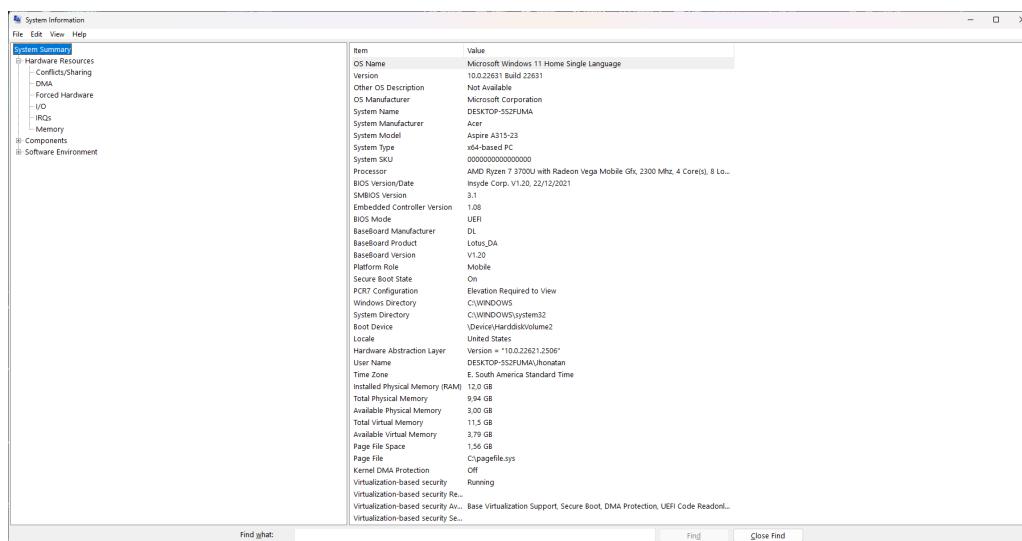 System Information
File Edit View Help
System Summary
Hardware Resources
Conflicts/Sharing
DMA
Forced Hardware
I/O
IRQs
Memory
Components
Software Environment
Item Value
OS Name Microsoft Windows 11 Home Single Language
Version 10.0.22631 Build 22631
Other OS Description Not Available
OS Manufacturer Microsoft Corporation
System Name DESKTOP-5S2FUMA
System Manufacturer Acer
System Model Aspire A315-23
System Type x64-based PC
System SKU 0000000000000000
Processor AMD Ryzen 7 3700U with Radeon Vega Mobile Gfx, 2300 Mhz, 4 Core(s), 8 Lo...
BIOS Version/Date Insyde Corp. V1.20, 22/12/2021
SMBIOS Version 3.1
Embedded Controller Version 1.08
BIOS Mode UEFI
BaseBoard Manufacturer DL
BaseBoard Product Lotus_DA
BaseBoard Version V1.20
Platform Role Mobile
Secure Boot State On
PCR7 Configuration Elevation Required to View
Windows Directory C:\WINDOWS
System Directory C:\WINDOWS\system32
Boot Device \Device\HarddiskVolume2
Locale United States
Hardware Abstraction Layer Version = "10.0.22621.2506"
User Name DESKTOP-5S2FUMA\Jhonatan
Time Zone E. South America Standard Time
Installed Physical Memory (RAM) 12,0 GB
Total Physical Memory 9,94 GB
Available Physical Memory 3,00 GB
Total Virtual Memory 11,5 GB
Available Virtual Memory 3,79 GB
Page File Space 1,56 GB
Page File C:\pagefile.sys
Kernel DMA Protection Off
Virtualization-based security Running
Virtualization-based security Re...
Virtualization-based security Av... Base Virtualization Support, Secure Boot, DMA Protection, UEFI Code Readonl...
Virtualization-based security Se...
Find what: Find Close Find